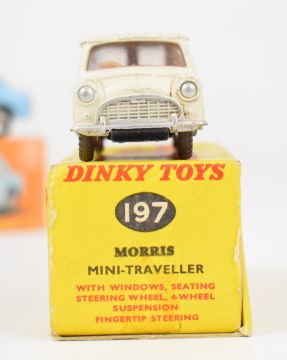 DINKY TOYS
197
MORRIS
MINI-TRAVELLER
WITH WINDOWS, SEATING
STEERING WHEEL, 4-WHEEL
SUSPENSION
FINGERTIP STEERING